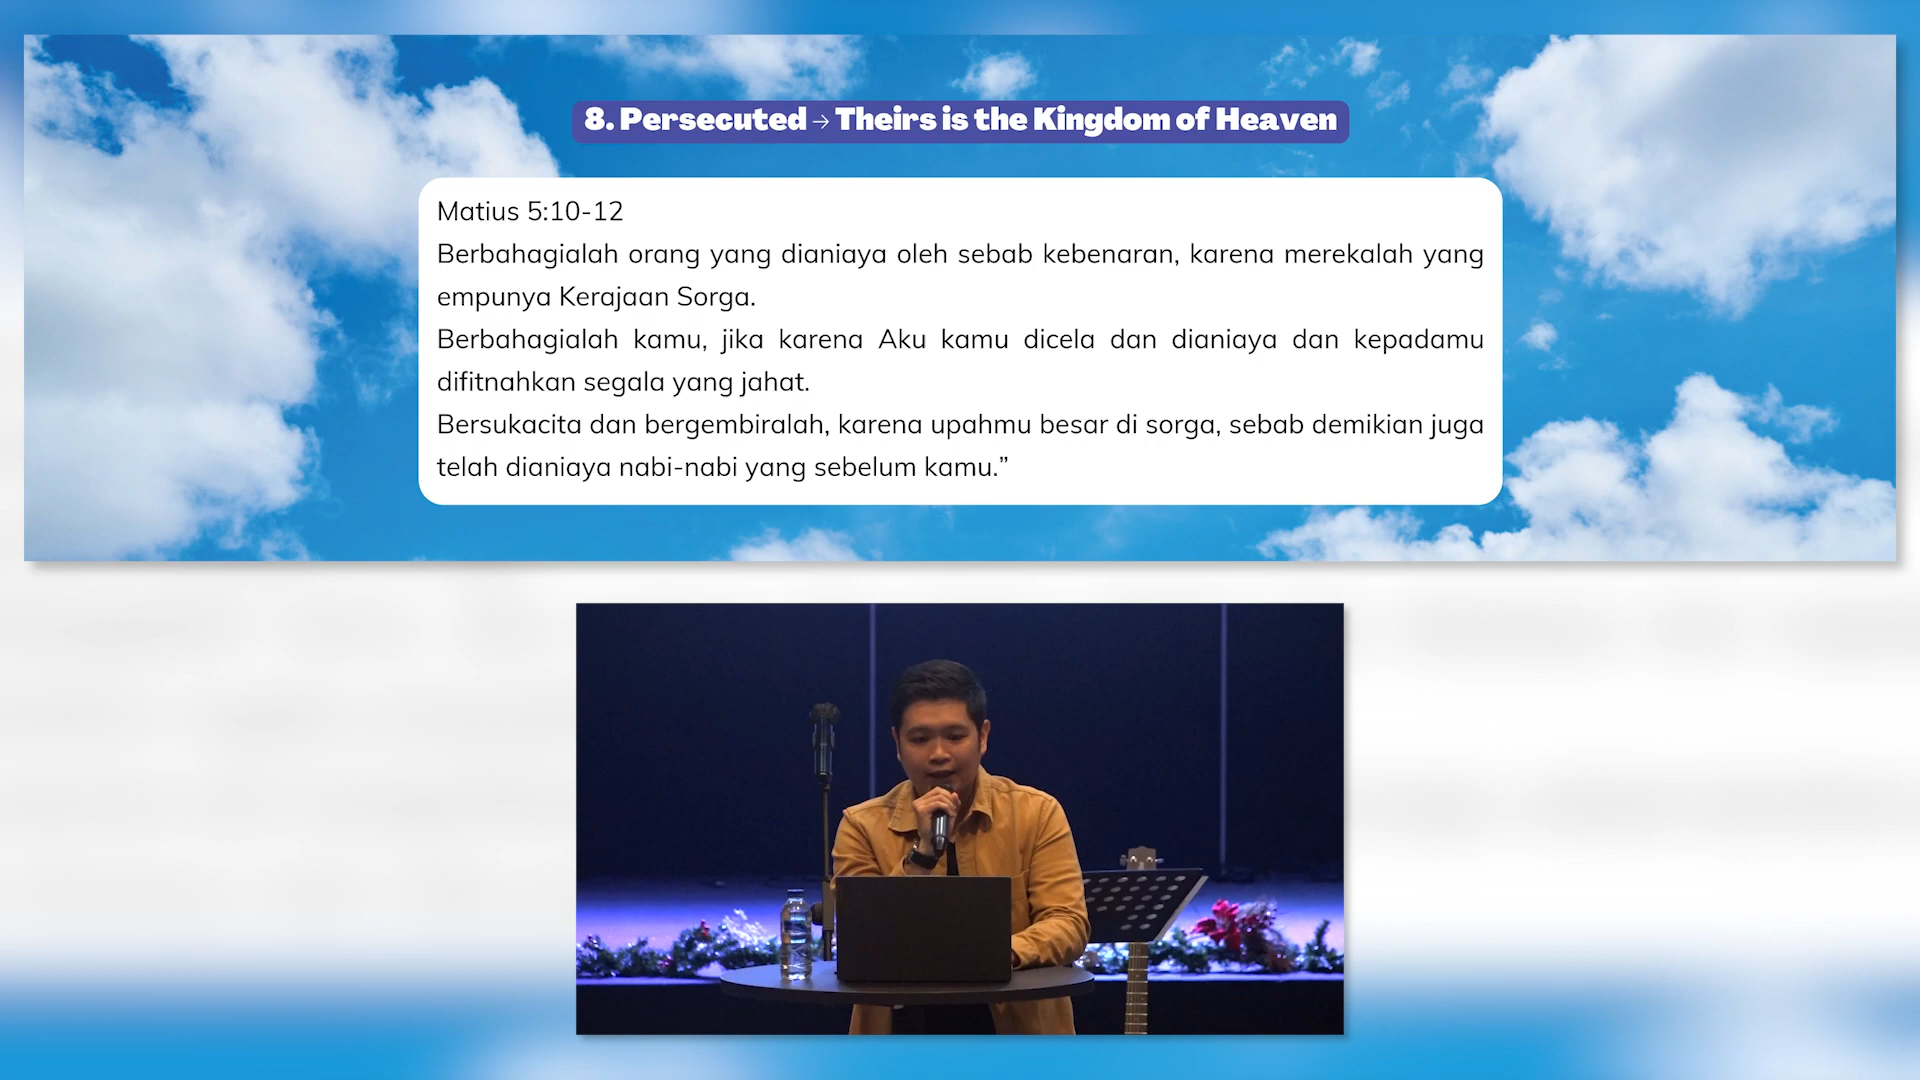 8. Persecuted → Theirs is the Kingdom of Heaven
Matius 5:10-12
Berbahagialah orang yang dianiaya oleh sebab kebenaran, karena merekalah yang
empunya Kerajaan Sorga.
Berbahagialah kamu, jika karena Aku kamu dicela dan dianiaya dan kepadamu
difitnahkan segala yang jahat.
Bersukacita dan bergembiralah, karena upahmu besar di sorga, sebab demikian juga
telah dianiaya nabi-nabi yang sebelum kamu.”